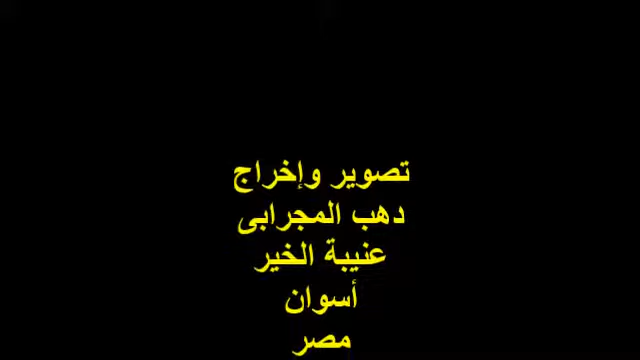 تصوير وإخراج
دهب المجرابى
عنيبة الخير
أسوان
مصر